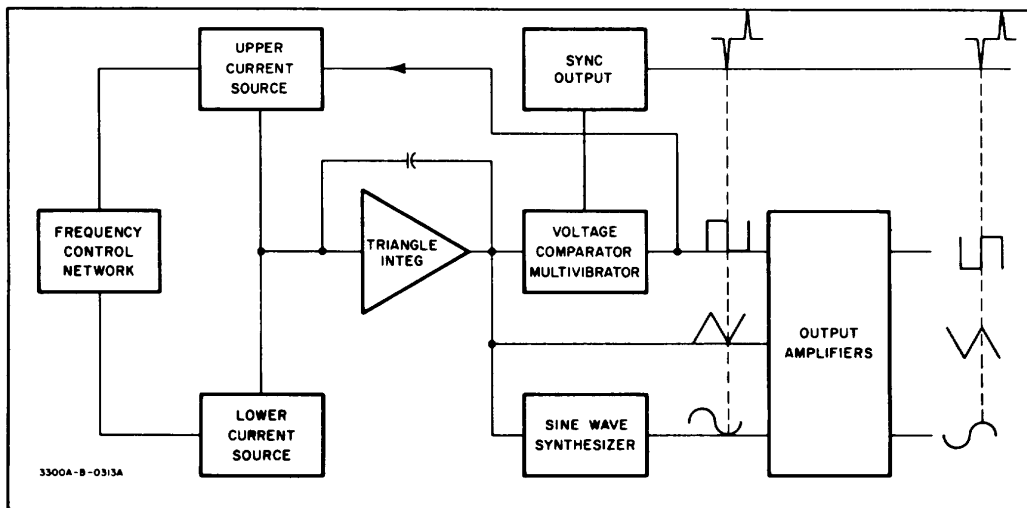 UPPER
CURRENT
SOURCE
SYNC
OUTPUT
FREQUENCY
CONTROL
NETWORK
TRIANGLE
INTEG
VOLTAGE
COMPARATOR
MULTIVIBRATOR
OUTPUT
AMPLIFIERS
LOWER
CURRENT
SOURCE
SINE WAVE
SYNTHESIZER
3300A-B-0313A